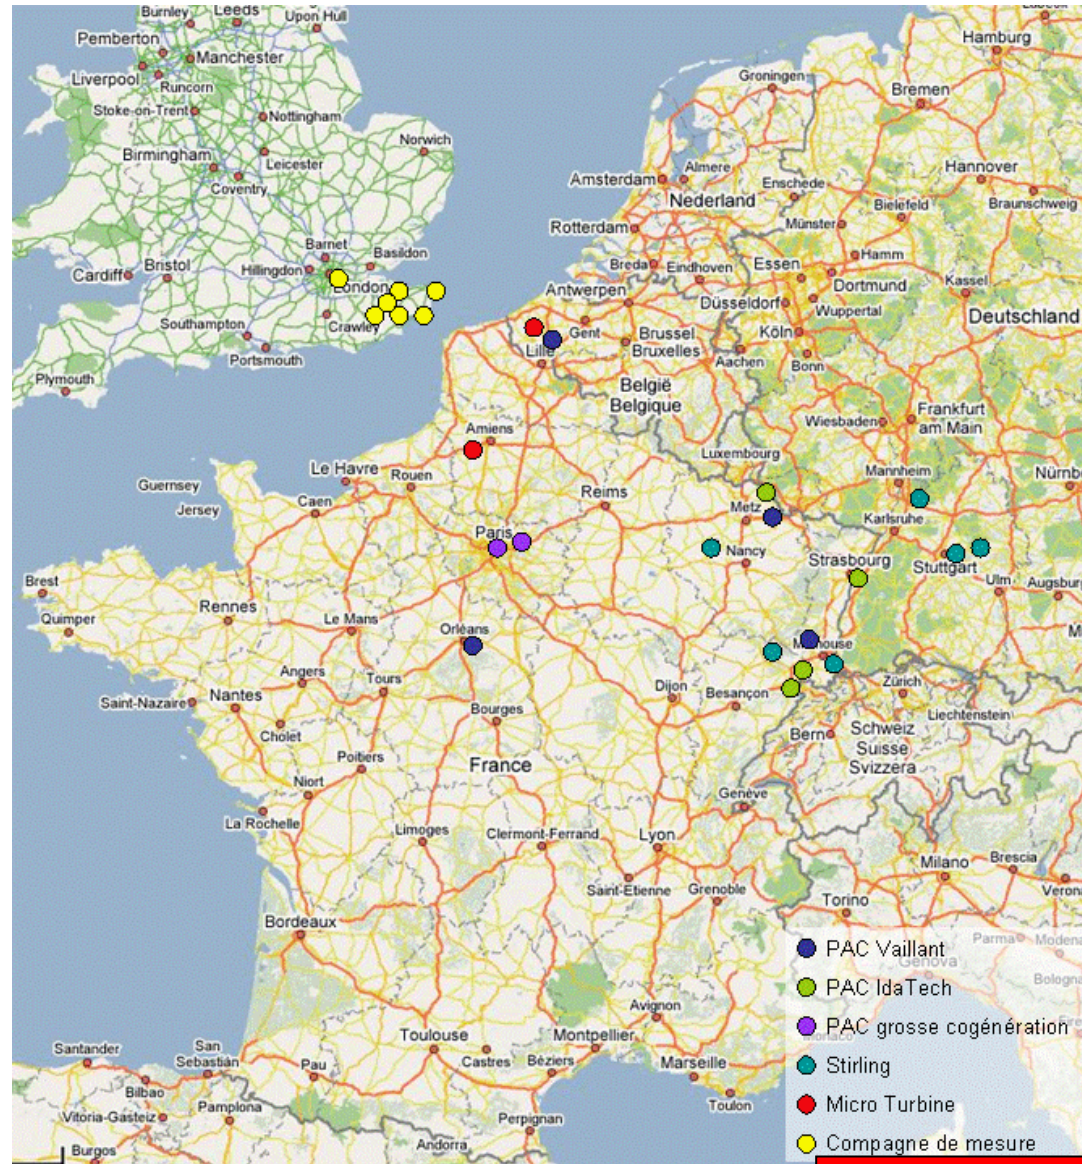 Burnley
Leeds
Upon Hull
Hamburg
Pemberton
Manchester
Groningen
Liverpool
Runcorn
Bremen
Stoke-on-Trent
Nottingham
Norwich
Birmingham
Leicester
Almere
Hannover
Coventry
Amsterdam
Enschede
Nederland
Braunschweig
Bielefeld
Rotterdam
Münster
Barnet
Basildon
Hamm
Cardiff
Bristol
Hillingdon
London
Breda
Eindhoven
Essen
Dortmund
Kassel
Antwerpen
Düsseldorf
Wuppertal
Deutschland
Southampton
Crawley
Gent
Brussel
Bruxelles
Köln
Portsmouth
Lille
Aachen
Bonn
Plymouth
België
Belgique
Wiesbaden
Frankfurt
am Main
Amiens
Luxembourg
Le Havre
Rouen
Mannheim
Nürnb
Guernsey
Caen
Reims
Metz
Jersey
Karlsruhe
Paris
Nancy
Strasbourg
Stuttgart
Brest
Ulm
Augsburg
Rennes
Le Mans
Orléans
Quimper
Angers
Tours
Dijon
Besançon
Zürich
Saint-Nazaire
Nantes
Liechtenstein
Cholet
Bourges
Bern
Schweiz
Suisse
Svizzera
Poitiers
France
Niort
Genève
La Rochelle
Limoges
Clermont-Ferrand
Lyon
Milano
Brescia
Saint-Etienne
Grenoble
Verona
Torino
Bordeaux
Parma
Modena
PAC Vaillant
Genova
Bologna
PAC IdaTech
Avignon
PAC grosse cogénération
Toulouse
Montpellier
Monaco
Santander
San
Sebastián
Castres
Béziers
Marseille
Pau
Stirling
Bilbao
Toulon
Vitoria-Gasteiz
Pamplona
Micro Turbine
Perpignan
Andorra
Compagne de mesure
Burgos